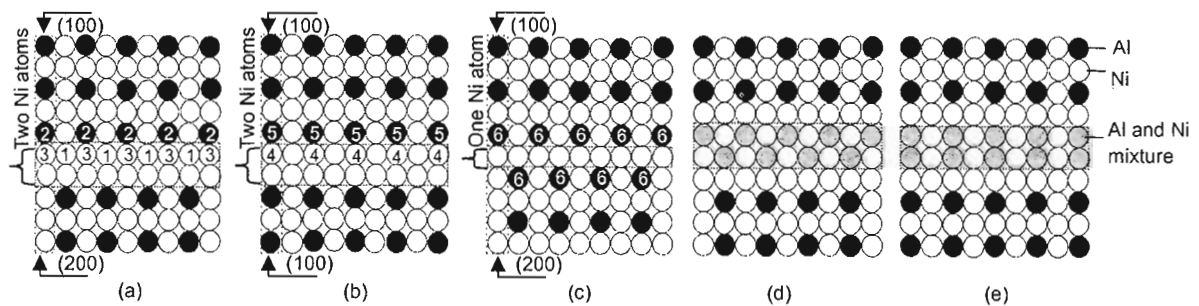 (100) (100) (100)
Two Ni atoms
Two Ni atoms
One Ni atom
Al
Ni
2 2 2 2 2
5 5 5 5 5
6 6 6 6 6
Al and Ni
mixture
3 1 3 1 3 1 3 1 3
4 4 4 4 4
6 6 6 6
(200) (100) (200)
(a) (b) (c) (d) (e)